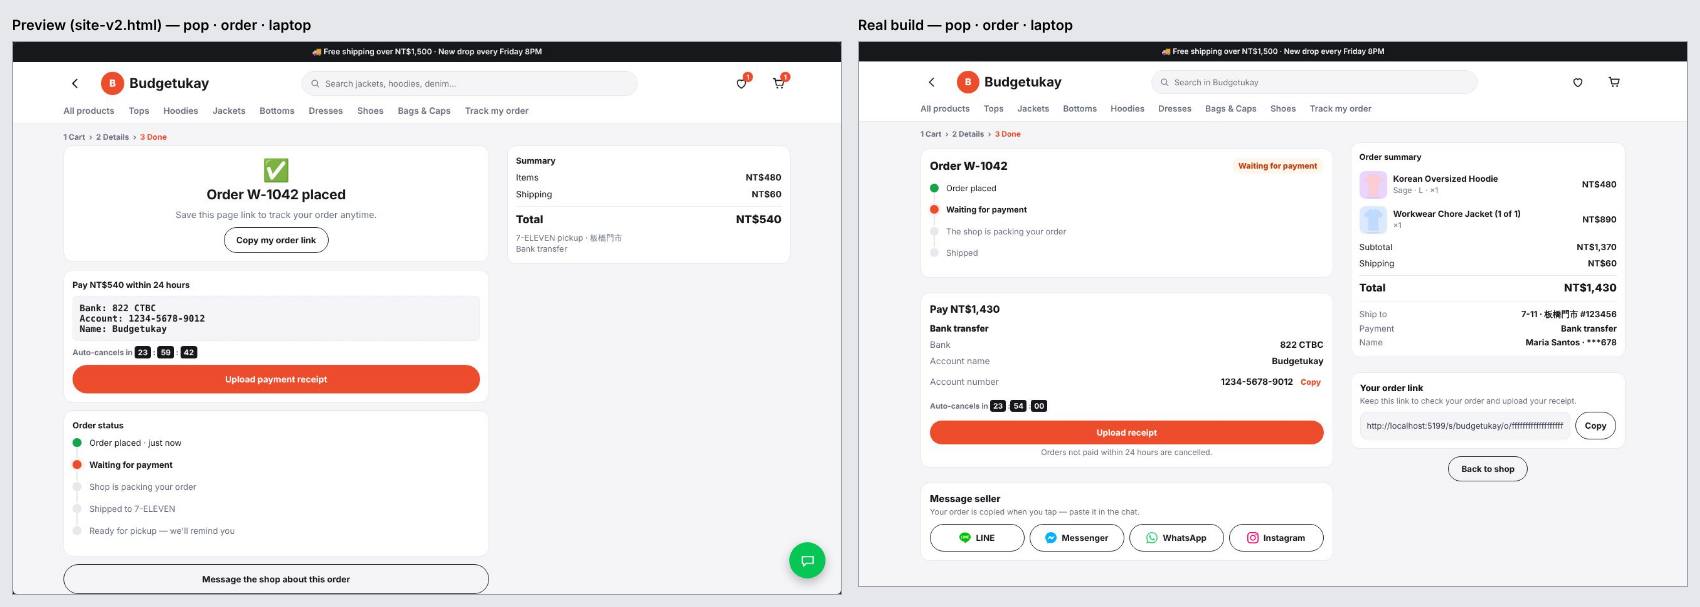 Preview (site-v2.html) — pop · order · laptop
🚚 Free shipping over NT$1,500 · New drop every Friday 8PM
B Budgetukay
Search jackets, hoodies, denim...
1
1
All products Tops Hoodies Jackets Bottoms Dresses Shoes Bags & Caps Track my order
1 Cart › 2 Details › 3 Done
✅
Order W-1042 placed
Save this page link to track your order anytime.
Copy my order link
Pay NT$540 within 24 hours
Bank: 822 CTBC
Account: 1234-5678-9012
Name: Budgetukay
Auto-cancels in 23 : 59 : 42
Upload payment receipt
Order status
Order placed · just now
Waiting for payment
Shop is packing your order
Shipped to 7-ELEVEN
Ready for pickup — we'll remind you
Message the shop about this order
Summary
Items NT$480
Shipping NT$60
Total NT$540
7-ELEVEN pickup · 板橋門市
Bank transfer
Real build — pop · order · laptop
🚚 Free shipping over NT$1,500 · New drop every Friday 8PM
B Budgetukay
Search in Budgetukay
All products Tops Jackets Bottoms Hoodies Dresses Bags & Caps Shoes Track my order
1 Cart › 2 Details › 3 Done
Order W-1042 Waiting for payment
Order placed
Waiting for payment
The shop is packing your order
Shipped
Pay NT$1,430
Bank transfer
Bank 822 CTBC
Account name Budgetukay
Account number 1234-5678-9012 Copy
Auto-cancels in 23 : 54 : 00
Upload receipt
Orders not paid within 24 hours are cancelled.
Message seller
Your order is copied when you tap — paste it in the chat.
LINE Messenger WhatsApp Instagram
Order summary
Korean Oversized Hoodie NT$480
Sage · L · ×1
Workwear Chore Jacket (1 of 1) NT$890
×1
Subtotal NT$1,370
Shipping NT$60
Total NT$1,430
Ship to 7-11 · 板橋門市 #123456
Payment Bank transfer
Name Maria Santos · ***678
Your order link
Keep this link to check your order and upload your receipt.
http://localhost:5199/s/budgetukay/o/ Copy
Back to shop